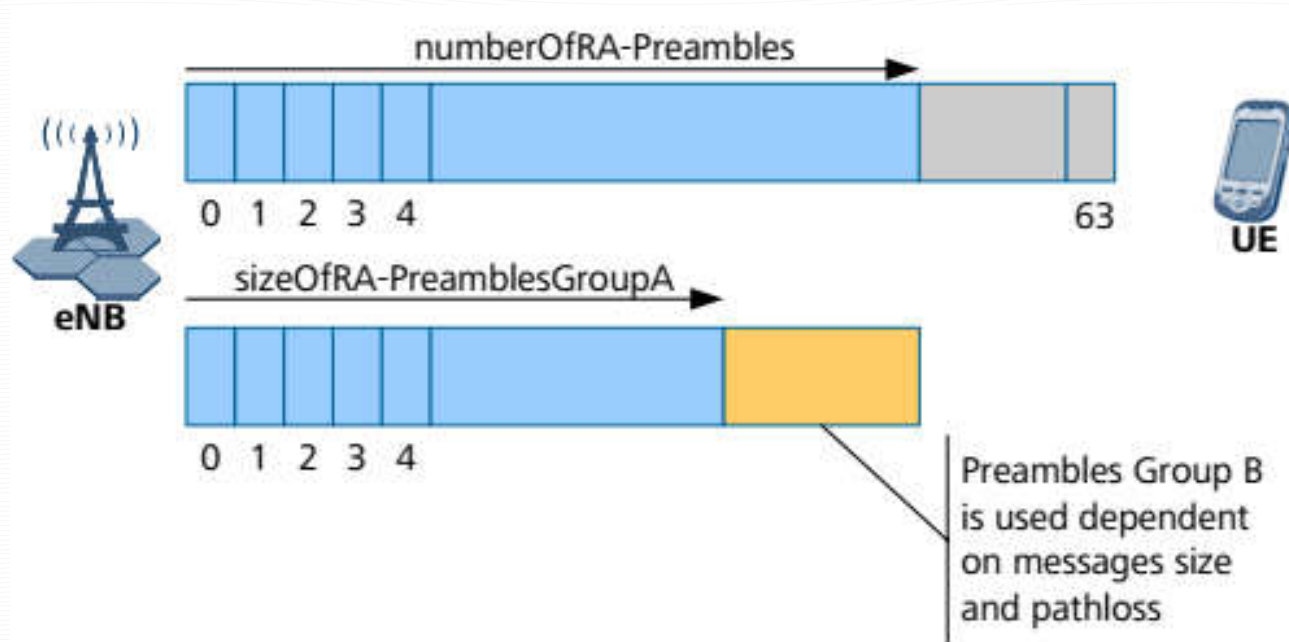 numberOfRA-Preambles
0 1 2 3 4 63
eNB
UE
sizeOfRA-PreamblesGroupA
0 1 2 3 4
Preambles Group B
is used dependent
on messages size
and pathloss